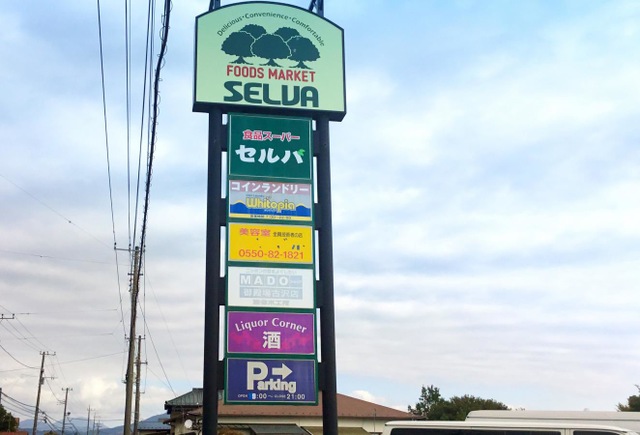 Delicious・Convenience・Comfortable
FOODS MARKET
SELVA
食品スーパー
セルバ
コインランドリー
Whitopia
美容室
0550-82-1821
MADO
Liquor Corner
酒
Parking
OPEN :00～ 21:00